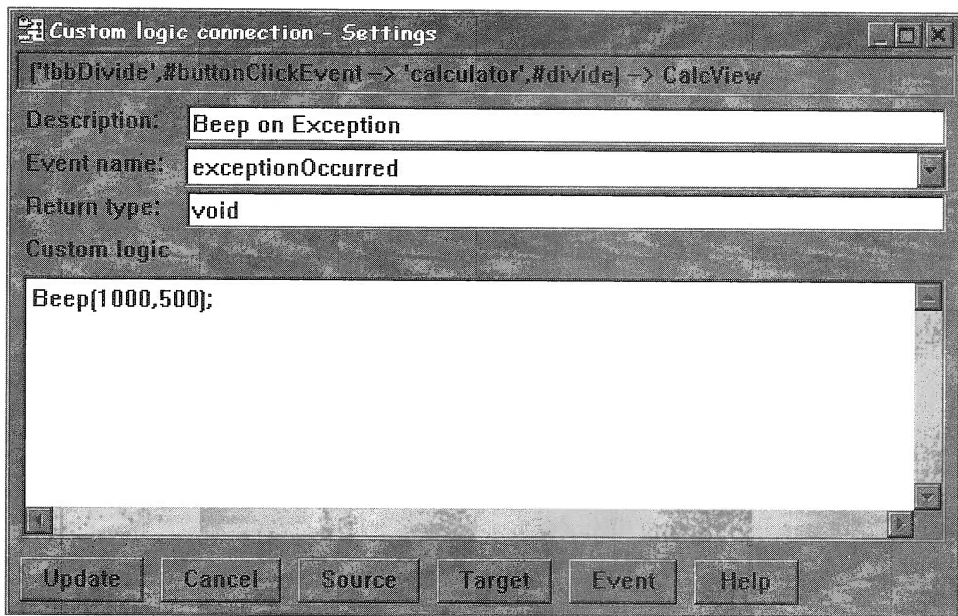 Custom logic connection - Settings
('tbbDivide',#buttonClickEvent --> 'calculator',#divide) --> CalcView
Description: Beep on Exception
Event name: exceptionOccurred
Return type: void
Custom logic
Beep(1000,500);
Update Cancel Source Target Event Help